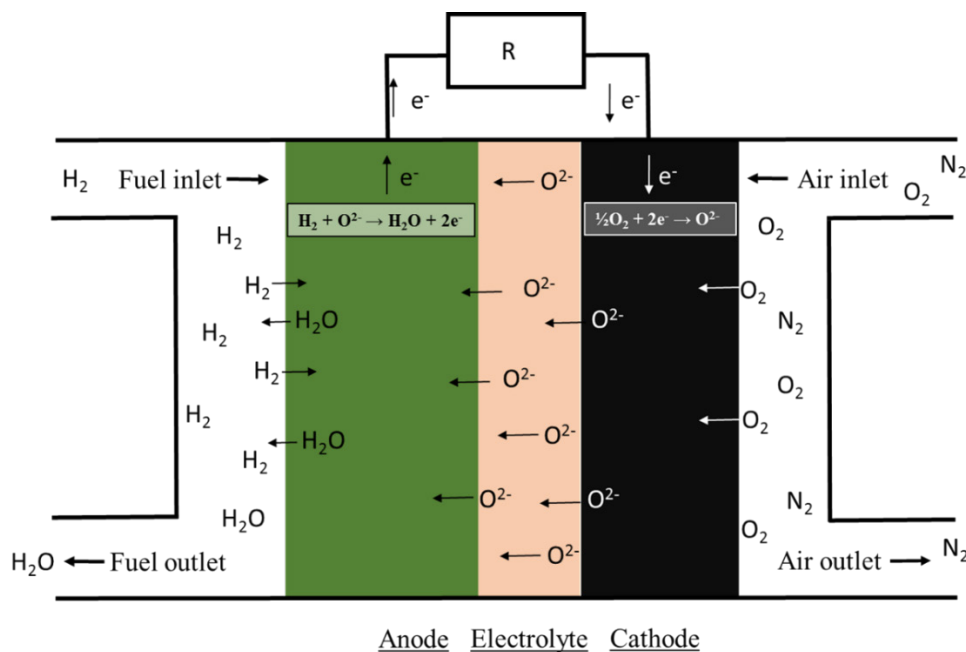 R
e⁻ e⁻
H₂ Fuel inlet e⁻ O²⁻ e⁻ Air inlet N₂
O₂
H₂ + O²⁻ → H₂O + 2e⁻ ½O₂ + 2e⁻ → O²⁻
H₂ O₂
H₂ O²⁻ O₂
H₂ H₂O O²⁻ N₂
H₂ O²⁻ O₂
H₂ O₂
H₂O O²⁻
H₂
O²⁻ O²⁻ N₂
H₂O O₂
H₂O Fuel outlet O²⁻ Air outlet N₂
Anode Electrolyte Cathode